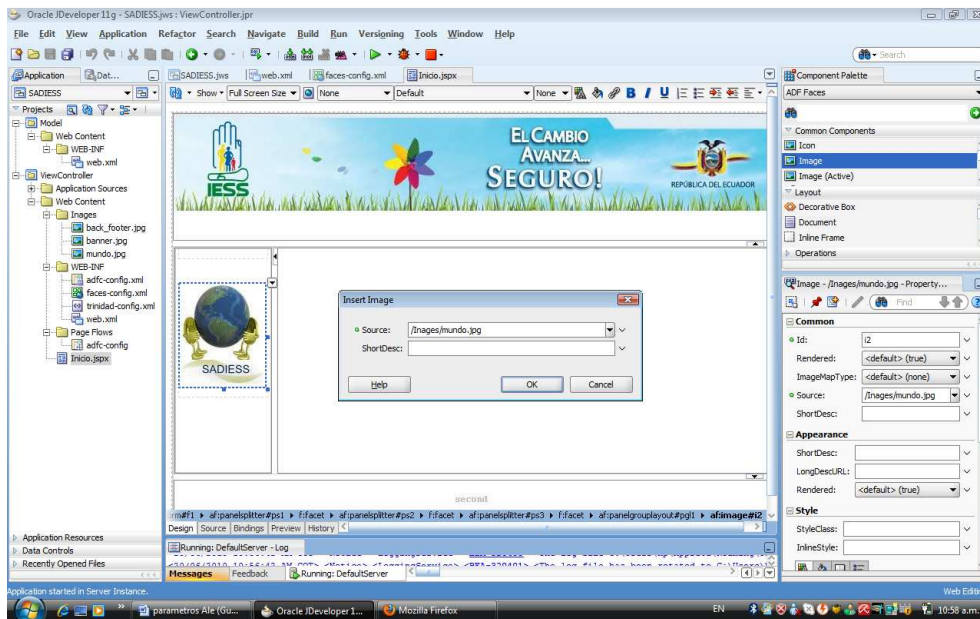 Oracle JDeveloper 11g - SADIESS.jws : ViewController.jpr
File Edit View Application Refactor Search Navigate Build Run Versioning Tools Window Help
Search
Application Dat...
SADIESS
Projects
Model
Web Content
WEB-INF
web.xml
ViewController
Application Sources
Web Content
Inages
back_footer.jpg
banner.jpg
mundo.jpg
WEB-INF
adfc-config.xml
faces-config.xml
trinidad-config.xml
web.xml
Page Flows
adfc-config
Inicio.jspx
Application Resources
Data Controls
Recently Opened Files
SADIESS.jws web.xml faces-config.xml Inicio.jspx
Show Full Screen Size None Default None B I U
IESS
EL CAMBIO
AVANZA...
SEGURO!
REPÚBLICA DEL ECUADOR
SADIESS
Insert Image
Source: /Inages/mundo.jpg
ShortDesc:
Help OK Cancel
second
rm#f1 af:panelsplitter#ps1 f:facet af:panelsplitter#ps2 f:facet af:panelsplitter#ps3 f:facet af:panelgrouplayout#pgl1 af:image#i2
Design Source Bindings Preview History
Running: DefaultServer - Log
Messages Feedback Running: DefaultServer
Component Palette
ADF Faces
Common Components
Icon
Image
Image (Active)
Layout
Decorative Box
Document
Inline Frame
Operations
Image - /Inages/mundo.jpg - Property...
Find
Common
Id: i2
Rendered: <default> (true)
ImageMapType: <default> (none)
Source: /Inages/mundo.jpg
ShortDesc:
Appearance
ShortDesc:
LongDescURL:
Rendered: <default> (true)
Style
StyleClass:
InlineStyle:
Application started in Server Instance.
Web Editi
parametros Ale (Gu... Oracle JDeveloper 1... Mozilla Firefox EN 10:58 a.m.